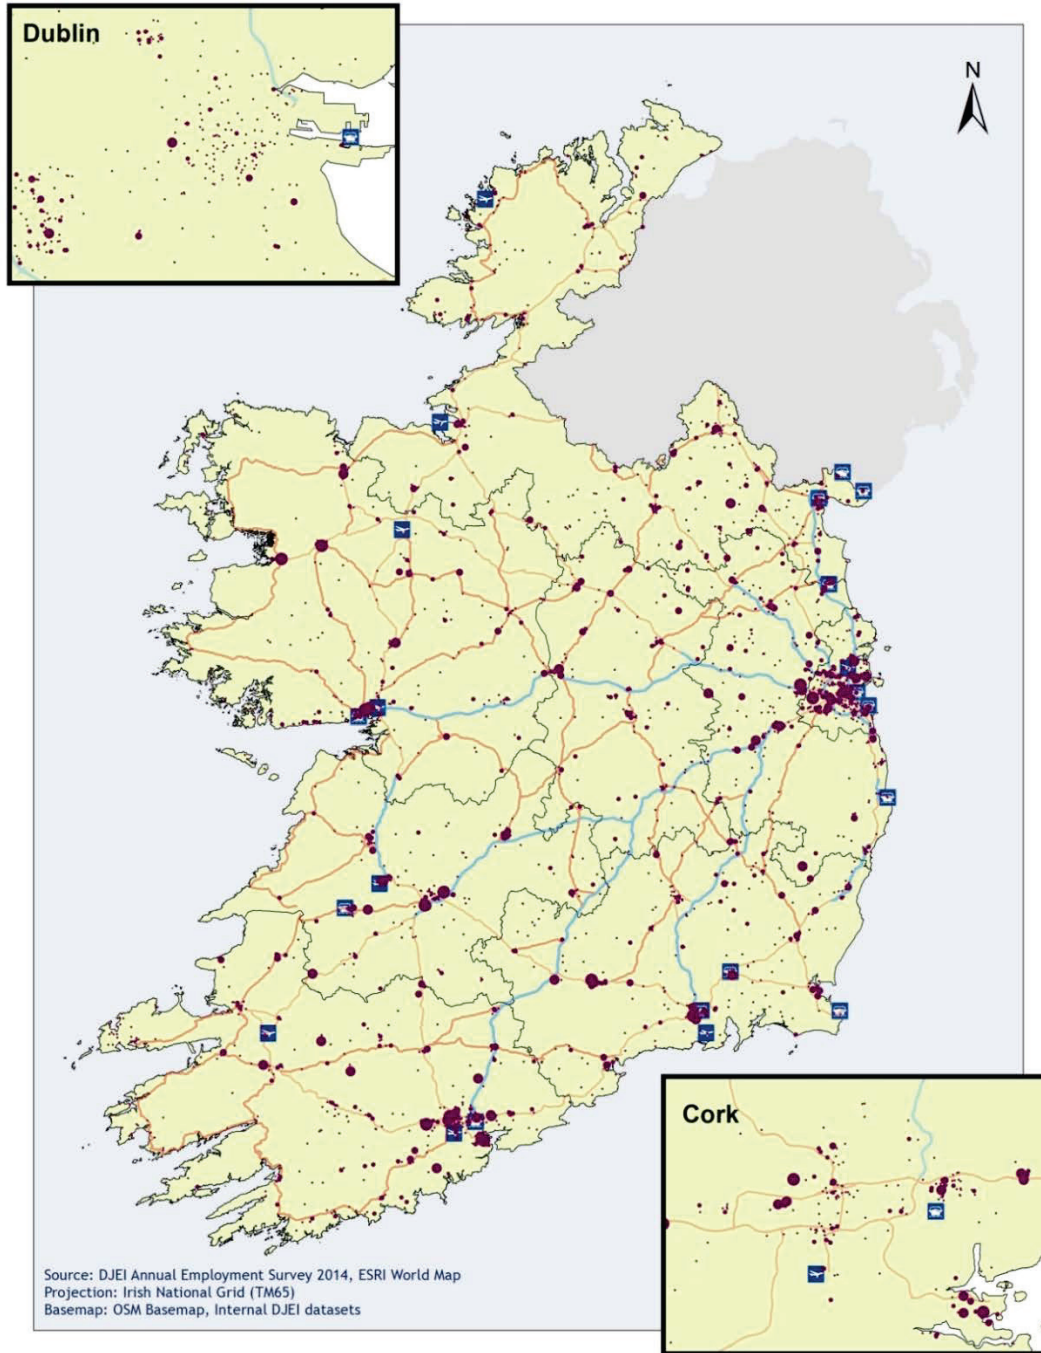 Dublin
N
Cork
Source: DJEI Annual Employment Survey 2014, ESRI World Map
Projection: Irish National Grid (TM65)
Basemap: OSM Basemap, Internal DJEI datasets